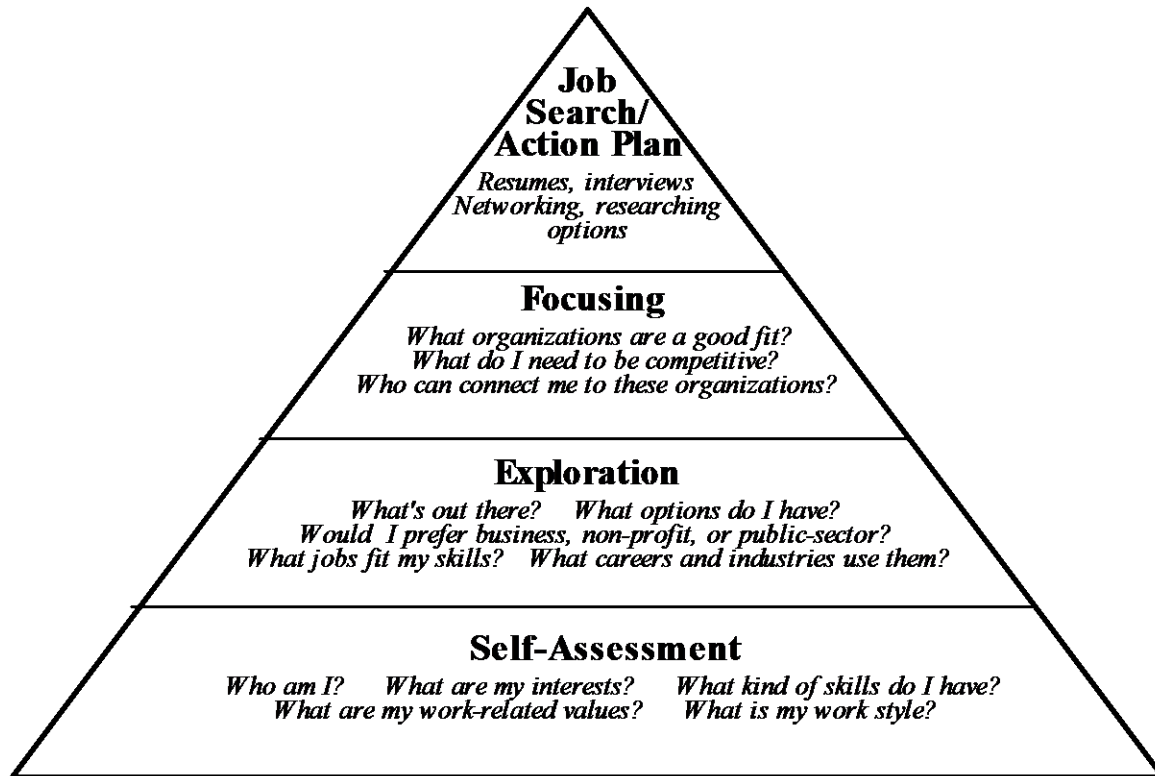 Job
Search/
Action Plan
Resumes, interviews
Networking, researching
options
Focusing
What organizations are a good fit?
What do I need to be competitive?
Who can connect me to these organizations?
Exploration
What's out there? What options do I have?
Would I prefer business, non-profit, or public-sector?
What jobs fit my skills? What careers and industries use them?
Self-Assessment
Who am I? What are my interests? What kind of skills do I have?
What are my work-related values? What is my work style?